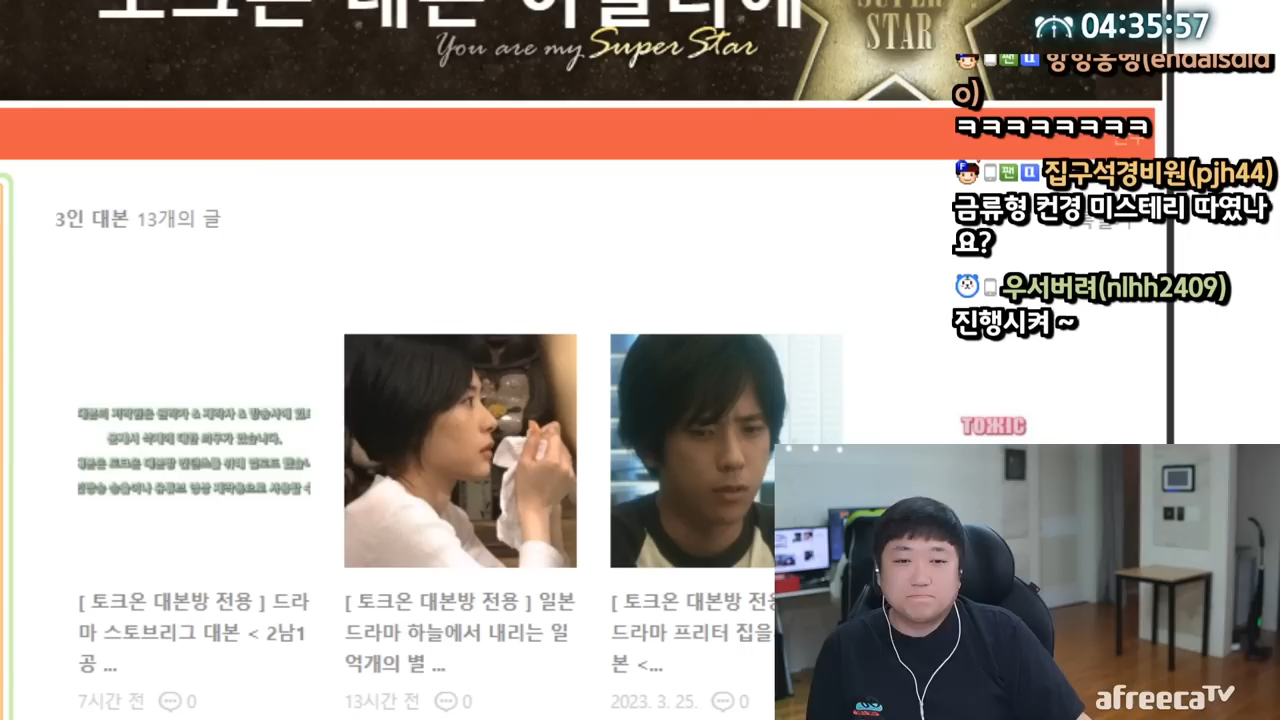 You are my Super Star
SUPER
STAR
04:35:57
이)
ㅋㅋㅋㅋㅋㅋㅋㅋ
집구석경비원(pjh44)
금류형 컨경 미스테리 따였나
요?
우서버려(nlhh2409)
진행시켜 ~
3인 대본 13개의 글
TOXIC
[ 토크온 대본방 전용 ] 드라
마 스토브리그 대본 < 2남1
공 ...
7시간 전 0
[ 토크온 대본방 전용 ] 일본
드라마 하늘에서 내리는 일
억개의 별 ...
13시간 전 0
[ 토크온 대본방 전용
드라마 프리터 집을
본 <...
2023. 3. 25. 0
afreecaTV